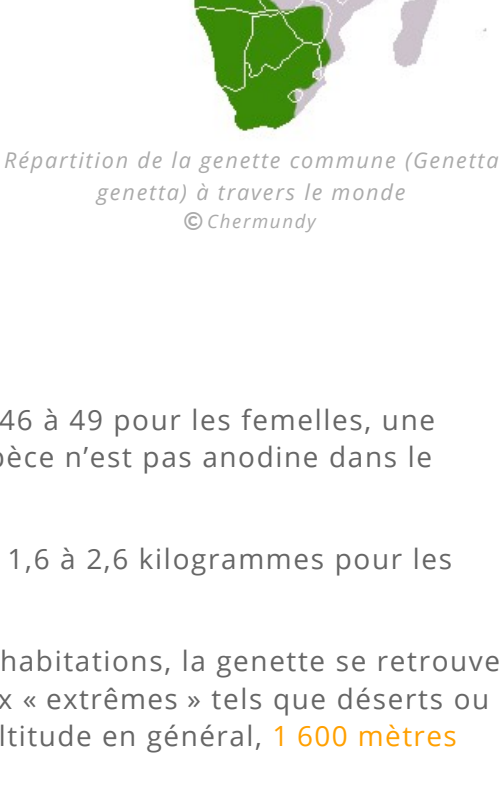 Répartition de la genette commune (Genetta
genetta) à travers le monde
© Chermundy
46 à 49 pour les femelles, une
n'est pas anodine dans le
1,6 à 2,6 kilogrammes pour les
habitations, la genette se retrouve
« extrêmes » tels que déserts ou
en général, 1 600 mètres